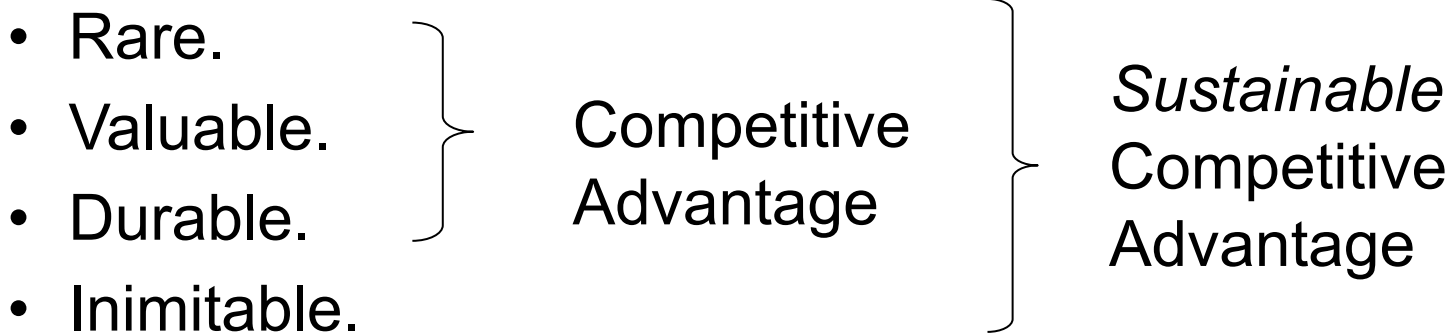 • Rare.
• Valuable.
• Durable.
• Inimitable.
Competitive
Advantage
Sustainable
Competitive
Advantage